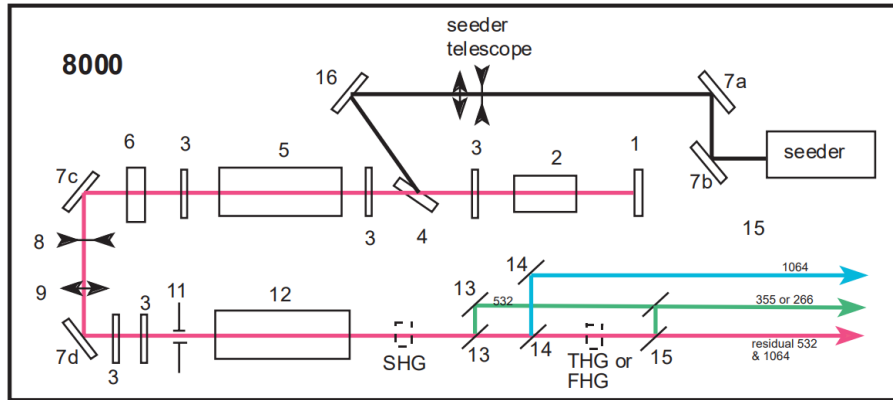 seeder
telescope
8000
16
7a
6
3
5
3
2
1
seeder
7c
7b
3
4
15
8
14
1064
9
3
11
12
13
532
355 or 266
7d
3
SHG
13
14
THG or
FHG
15
residual 532
& 1064